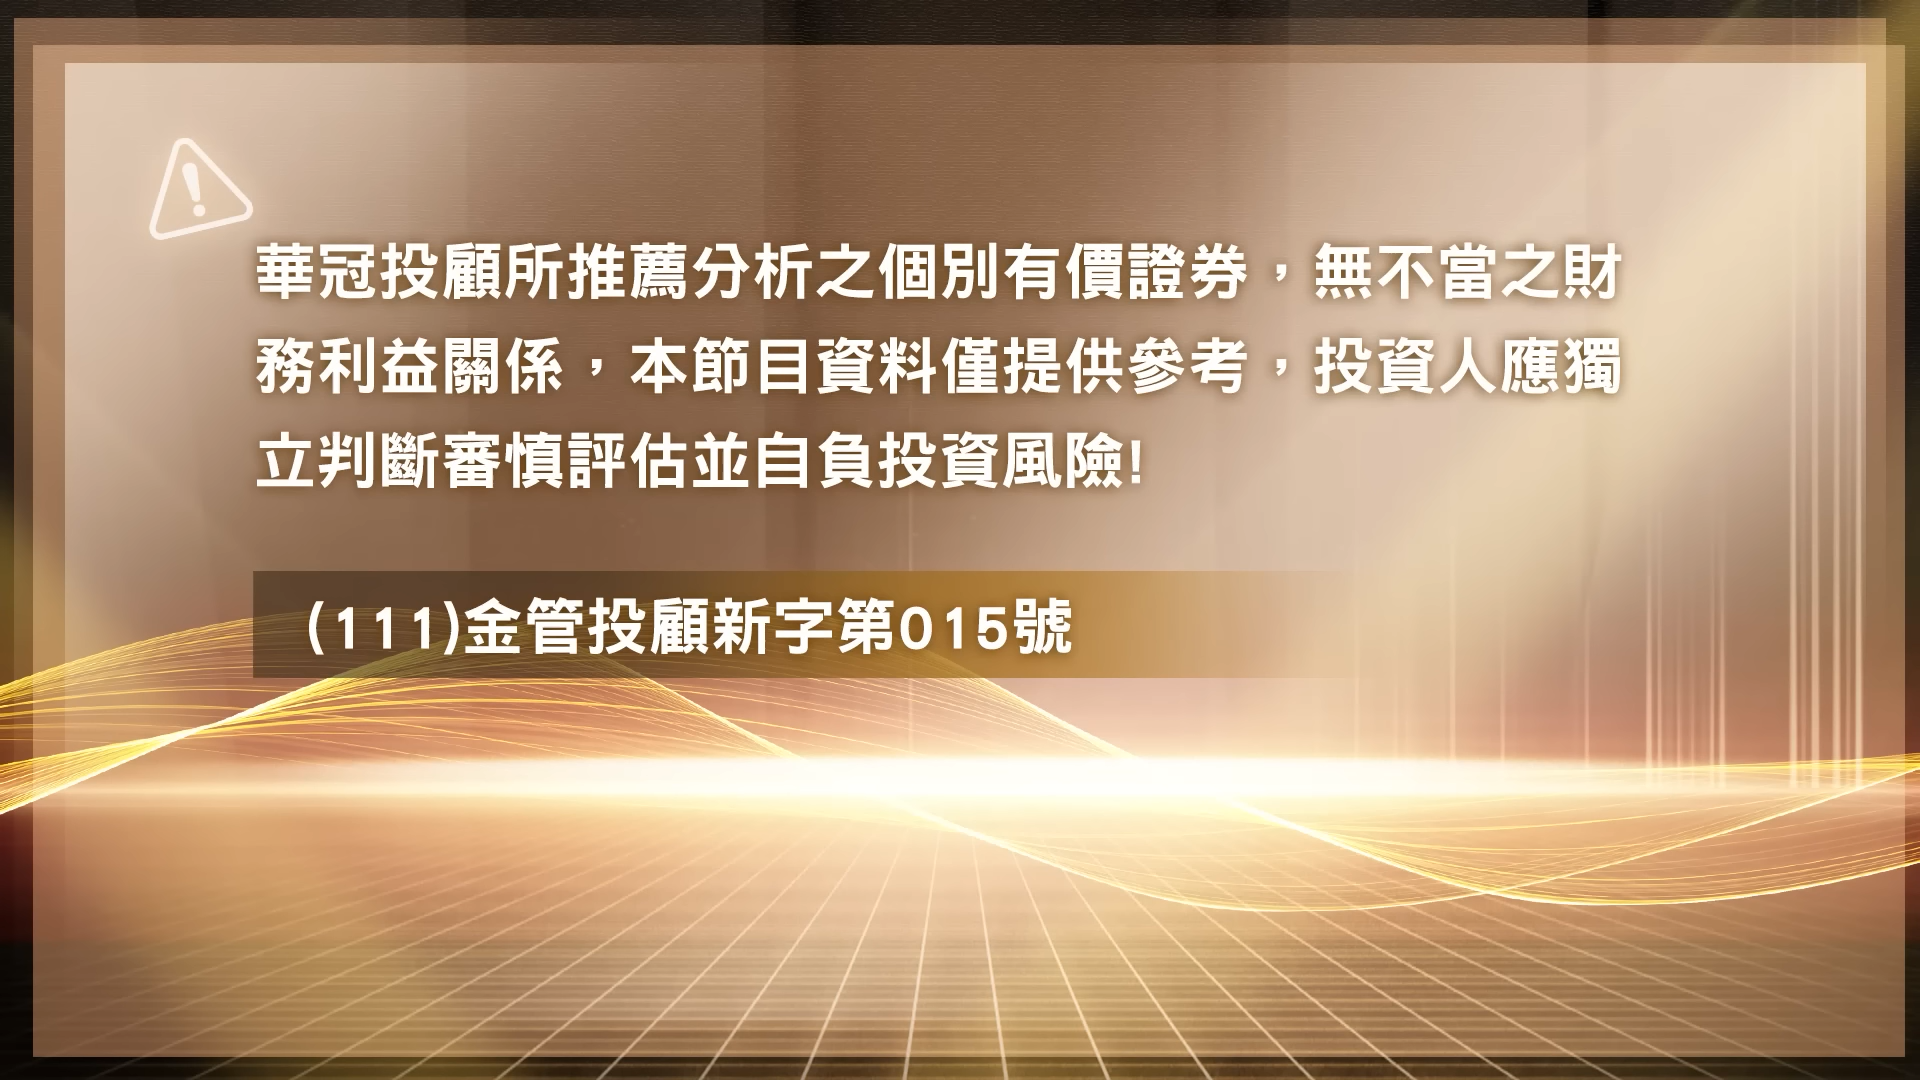 華冠投顧所推薦分析之個別有價證券，無不當之財
務利益關係，本節目資料僅提供參考，投資人應獨
立判斷審慎評估並自負投資風險!
(111)金管投顧新字第015號